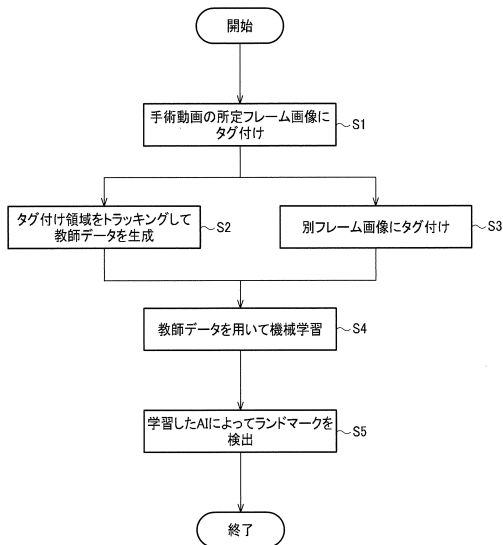 開始
手術動画の所定フレーム画像に
タグ付け
S1
タグ付け領域をトラッキングして
教師データを生成
S2
別フレーム画像にタグ付け
S3
教師データを用いて機械学習
S4
学習したAIによってランドマークを
検出
S5
終了